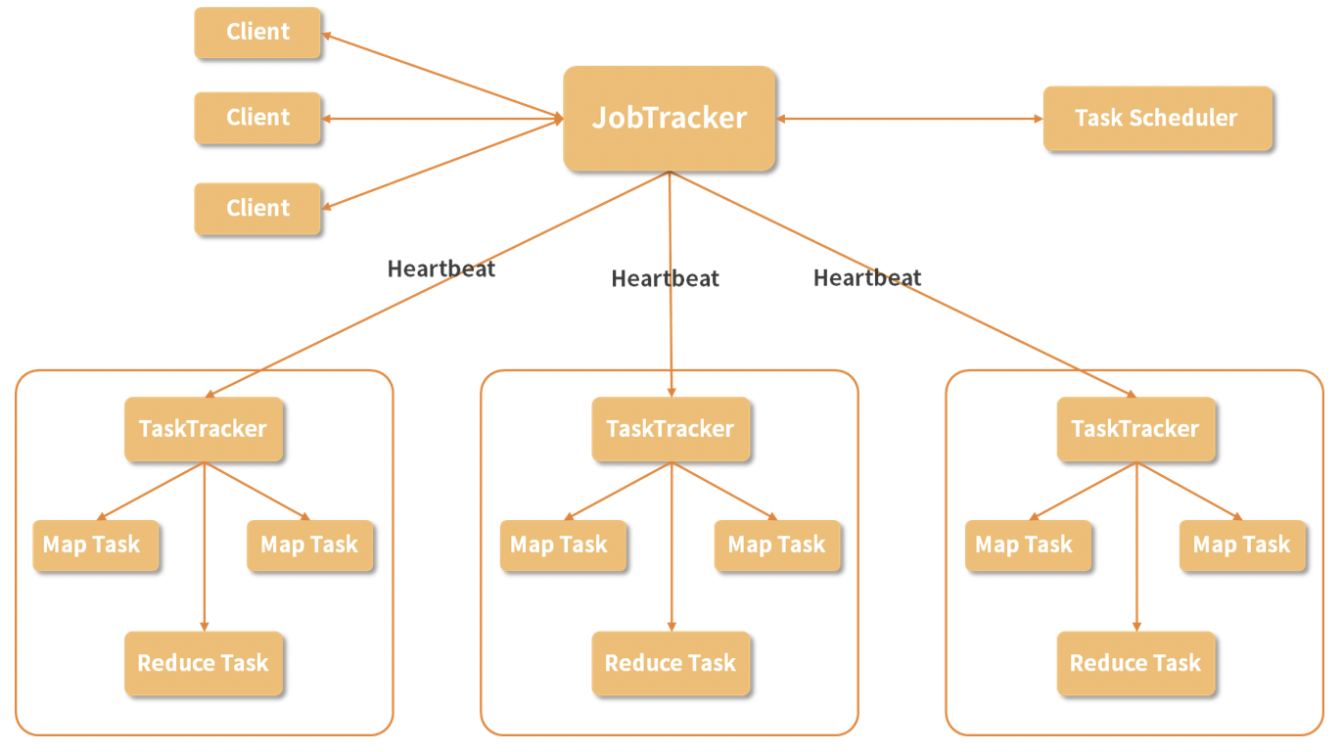 Client
Client
Client
JobTracker
Task Scheduler
Heartbeat
Heartbeat
Heartbeat
TaskTracker
Map Task
Map Task
Reduce Task
TaskTracker
Map Task
Map Task
Reduce Task
TaskTracker
Map Task
Map Task
Reduce Task